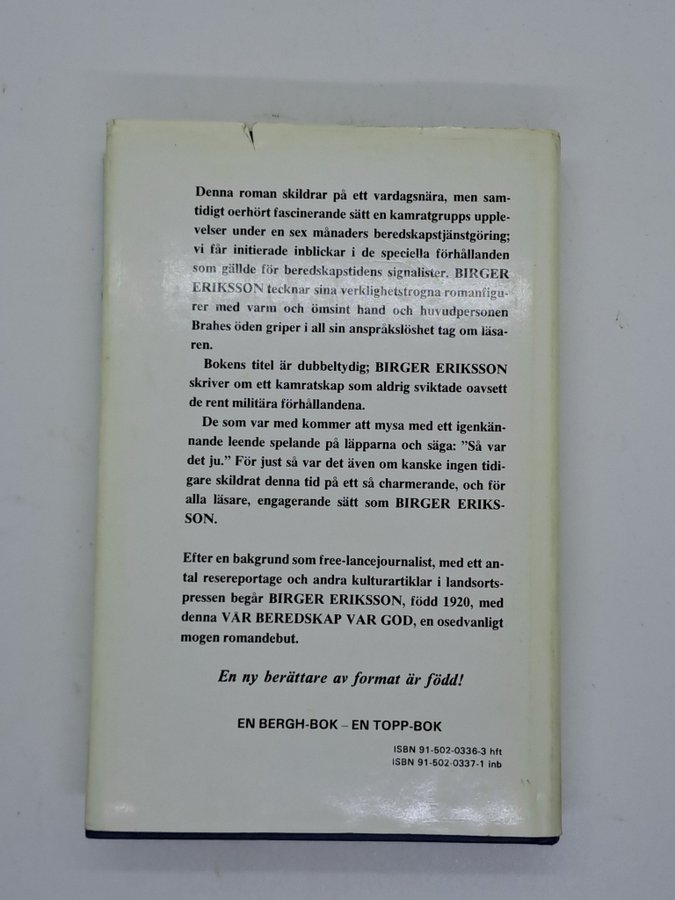 Denna roman skildrar på ett vardagsnära, men sam-
tidigt oerhört fascinerande sätt en kamratgrupps upple-
velser under en sex månaders beredskapstjänstgöring;
vi får initierade inblickar i de speciella förhållanden
som gällde för beredskapstidens signalister. BIRGER
ERIKSSON tecknar sina verklighetstrogna romanfigu-
rer med varm och ömsint hand och huvudpersonen
Brahes öden griper i all sin anspråkslöshet tag om läsa-
ren.
Bokens titel är dubbeltydig; BIRGER ERIKSSON
skriver om ett kamratskap som aldrig sviktade oavsett
de rent militära förhållandena.
De som var med kommer att mysa med ett igenkän-
nande leende spelande på läpparna och säga: ”Så var
det ju.” För just så var det även om kanske ingen tidi-
gare skildrat denna tid på ett så charmerande, och för
alla läsare, engagerande sätt som BIRGER ERIKS-
SON.
Efter en bakgrund som free-lancejournalist, med ett an-
tal resereportage och andra kulturartiklar i landsorts-
pressen begår BIRGER ERIKSSON, född 1920, med
denna VÅR BEREDSKAP VAR GOD, en osedvanligt
mogen romandebut.
En ny berättare av format är född!
EN BERGH-BOK – EN TOPP-BOK
ISBN 91-502-0336-3 hft
ISBN 91-502-0337-1 inb